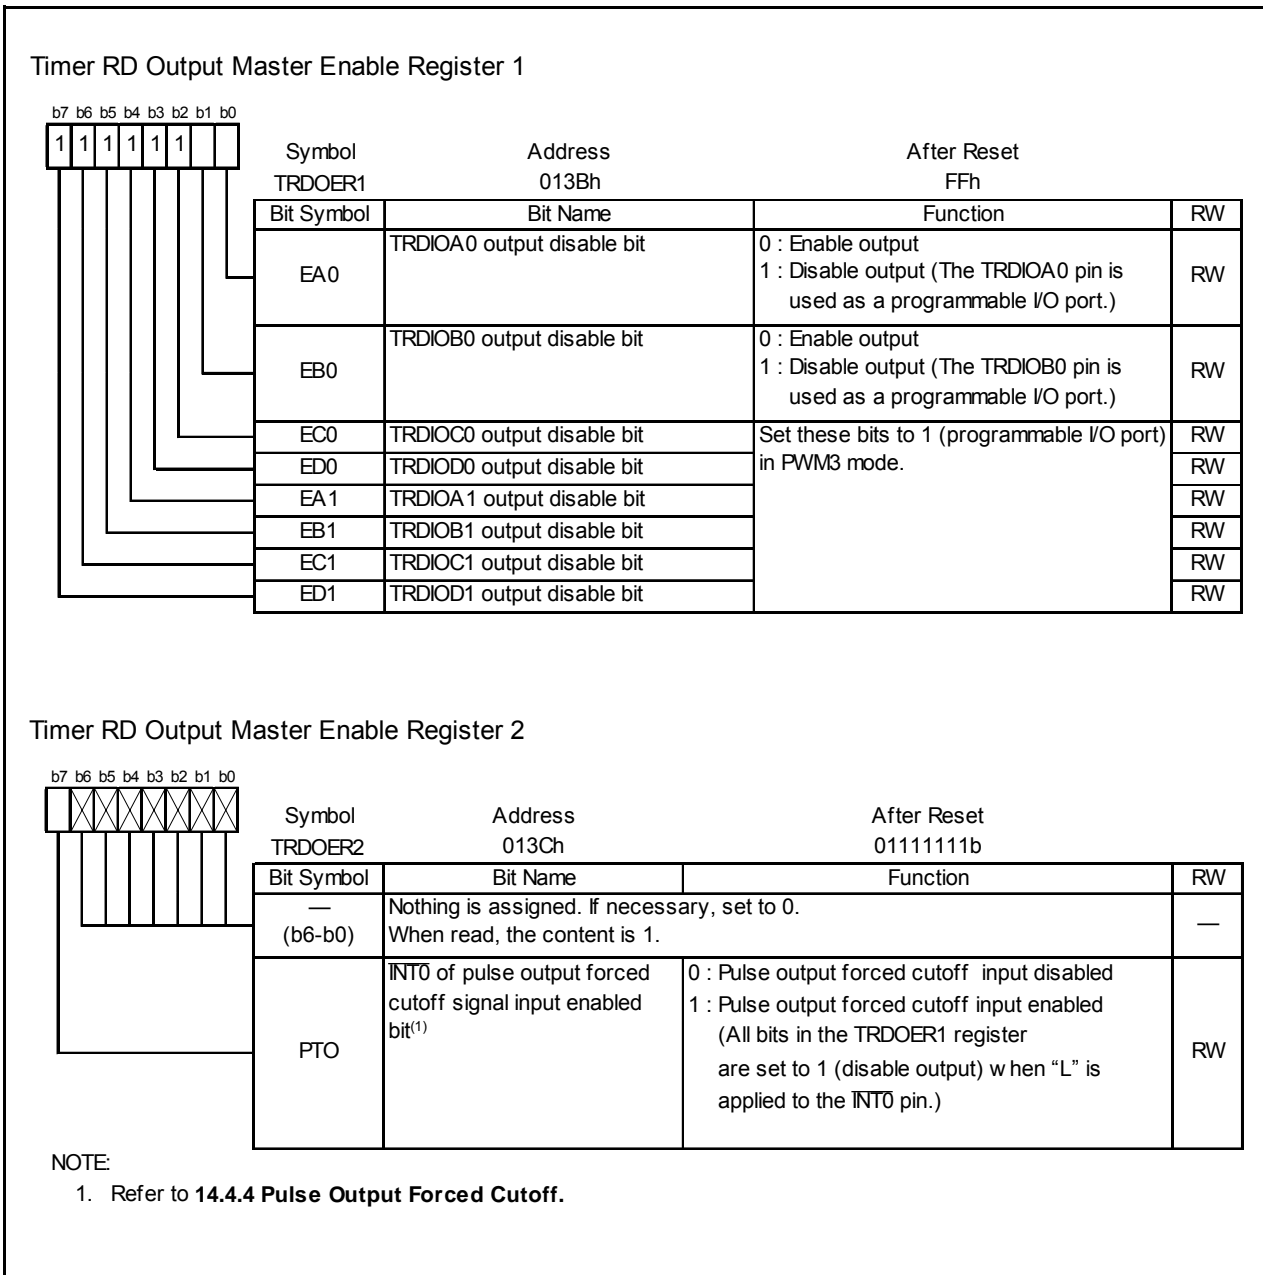 Timer RD Output Master Enable Register 1
b7 b6 b5 b4 b3 b2 b1 b0
1 1 1 1 1 1
Symbol Address After Reset
TRDOER1 013Bh FFh
Bit Symbol Bit Name Function RW
EA0 TRDIOA0 output disable bit 0 : Enable output
1 : Disable output (The TRDIOA0 pin is
used as a programmable I/O port.) RW
EB0 TRDIOB0 output disable bit 0 : Enable output
1 : Disable output (The TRDIOB0 pin is
used as a programmable I/O port.) RW
EC0 TRDIOC0 output disable bit Set these bits to 1 (programmable I/O port) RW
ED0 TRDIOD0 output disable bit in PWM3 mode. RW
EA1 TRDIOA1 output disable bit RW
EB1 TRDIOB1 output disable bit RW
EC1 TRDIOC1 output disable bit RW
ED1 TRDIOD1 output disable bit RW
Timer RD Output Master Enable Register 2
b7 b6 b5 b4 b3 b2 b1 b0
Symbol Address After Reset
TRDOER2 013Ch 01111111b
Bit Symbol Bit Name Function RW
— Nothing is assigned. If necessary, set to 0. —
(b6-b0) When read, the content is 1.
PTO INT0 of pulse output forced
cutoff signal input enabled
bit(1)
0 : Pulse output forced cutoff input disabled
1 : Pulse output forced cutoff input enabled
(All bits in the TRDOER1 register
are set to 1 (disable output) when “L” is
applied to the INT0 pin.)
RW
NOTE:
1. Refer to 14.4.4 Pulse Output Forced Cutoff.